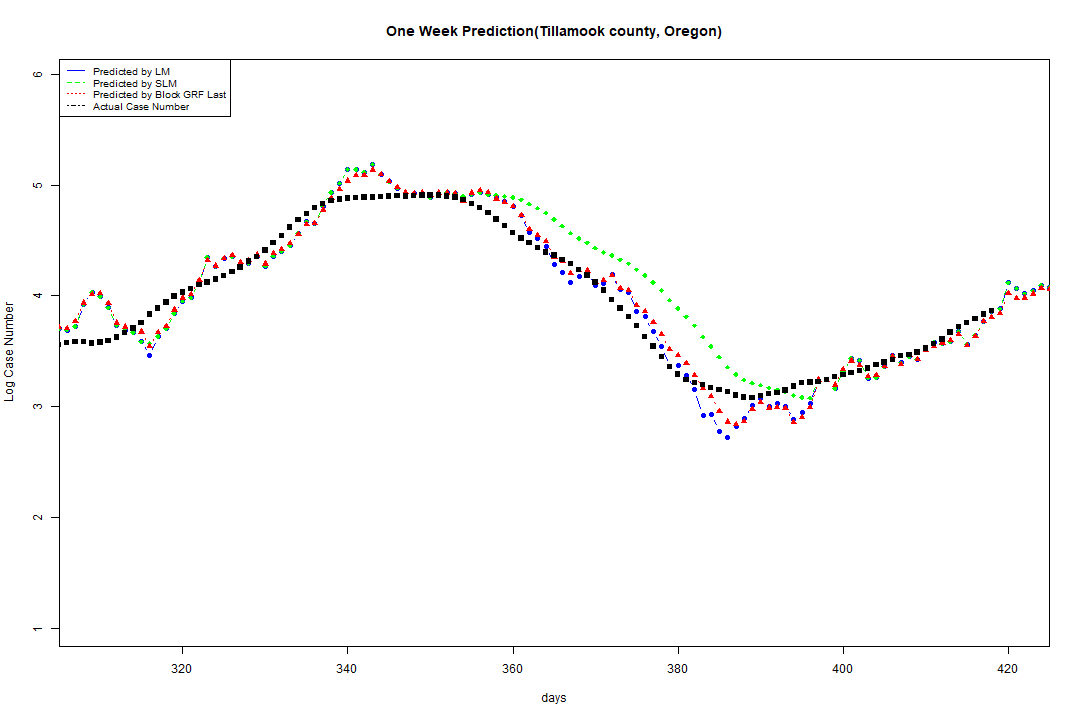 One Week Prediction(Tillamook county, Oregon)
Predicted by LM
Predicted by SLM
Predicted by Block GRF Last
Actual Case Number
6
5
4
3
2
1
Log Case Number
320 340 360 380 400 420
days